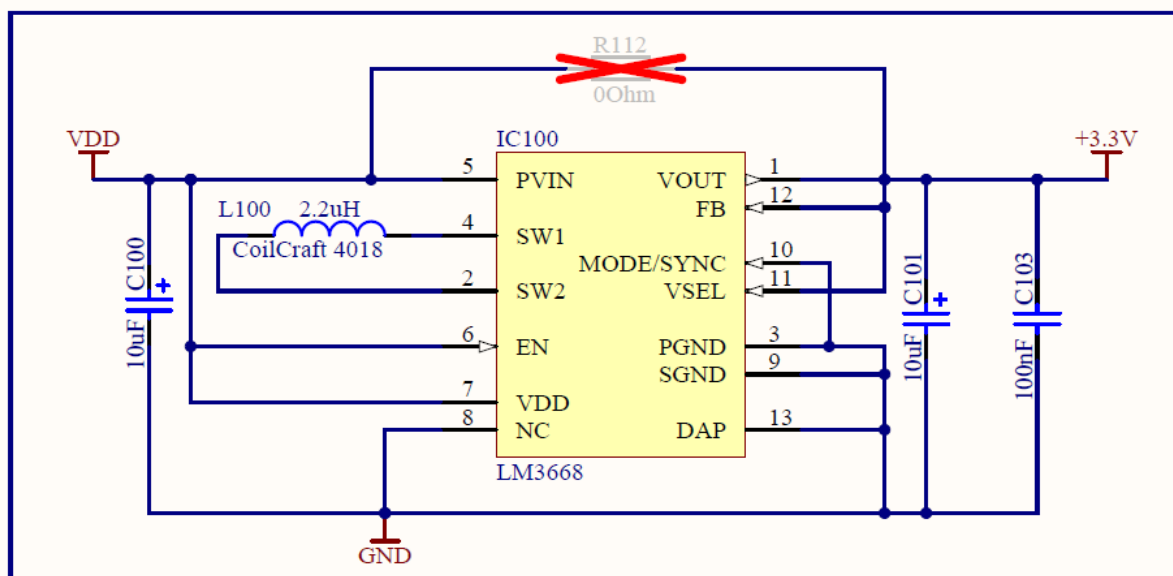 R112
0Ohm
VDD
IC100
+3.3V
5
PVIN
VOUT
1
FB
12
L100
2.2uH
CoilCraft 4018
4
SW1
MODE/SYNC
10
2
SW2
VSEL
11
C100
10uF
6
EN
PGND
3
SGND
9
7
VDD
8
NC
DAP
13
C101
10uF
C103
100nF
LM3668
GND